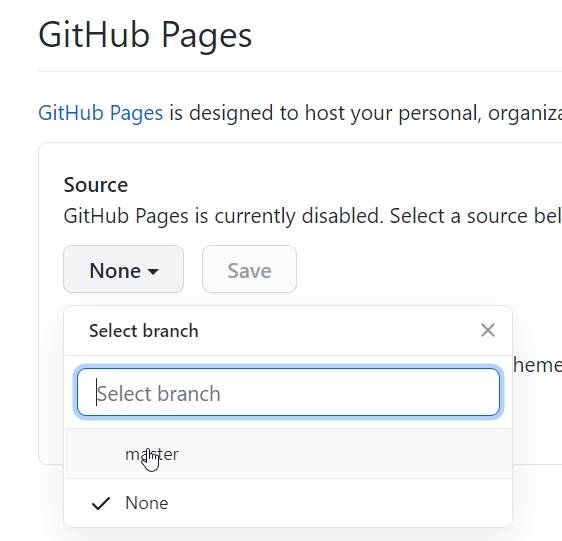 GitHub Pages
GitHub Pages is designed to host your personal, organiza
Source
GitHub Pages is currently disabled. Select a source bel
None
Save
Select branch
heme
Select branch
master
None